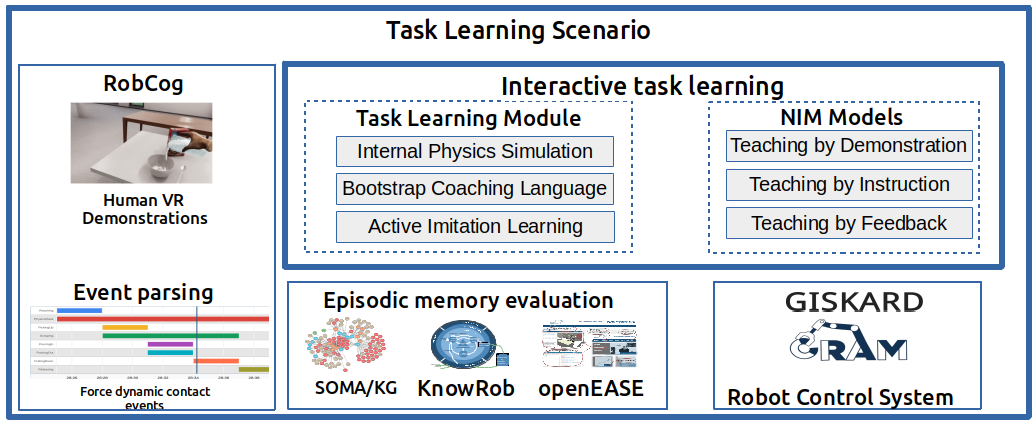 Task Learning Scenario
RobCog
Human VR
Demonstrations
Event parsing
Force dynamic contact
events
Interactive task learning
Task Learning Module
Internal Physics Simulation
Bootstrap Coaching Language
Active Imitation Learning
NIM Models
Teaching by Demonstration
Teaching by Instruction
Teaching by Feedback
Episodic memory evaluation
SOMA/KG
KnowRob
openEASE
GISKARD
CRAM
Robot Control System